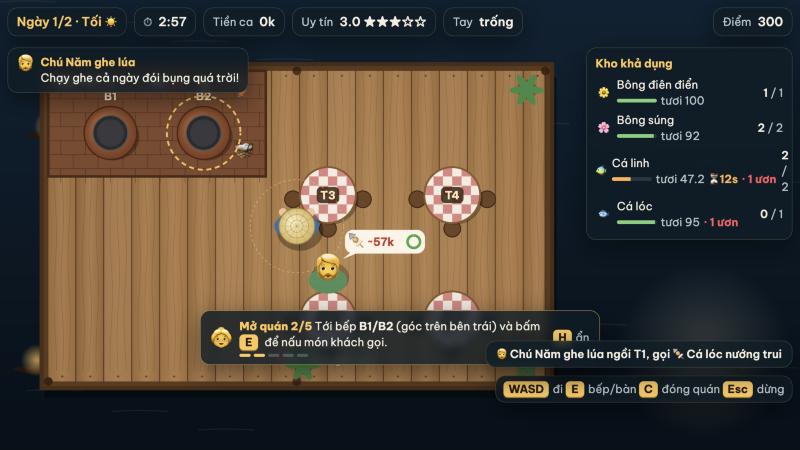 Ngày 1/2 · Tối
2:57
Tiền ca 0k
Uy tín 3.0 ★★★☆☆
Tay trống
Điểm 300
Chú Năm ghe lúa
Chạy ghe cả ngày đói bụng quá trời!
B1
B2
Kho khả dụng
Bông điên điển
tươi 100
1 / 1
Bông súng
tươi 92
2 / 2
Cá linh
tươi 47.2 ⏳12s · 1 ươn
2 / 2
Cá lóc
tươi 95 · 1 ươn
0 / 1
T3
T4
~57k
Mở quán 2/5 Tới bếp B1/B2 (góc trên bên trái) và bấm
E để nấu món khách gọi.
H ẩn
Chú Năm ghe lúa ngồi T1, gọi Cá lóc nướng trui
WASD đi E bếp/bàn C đóng quán Esc dừng